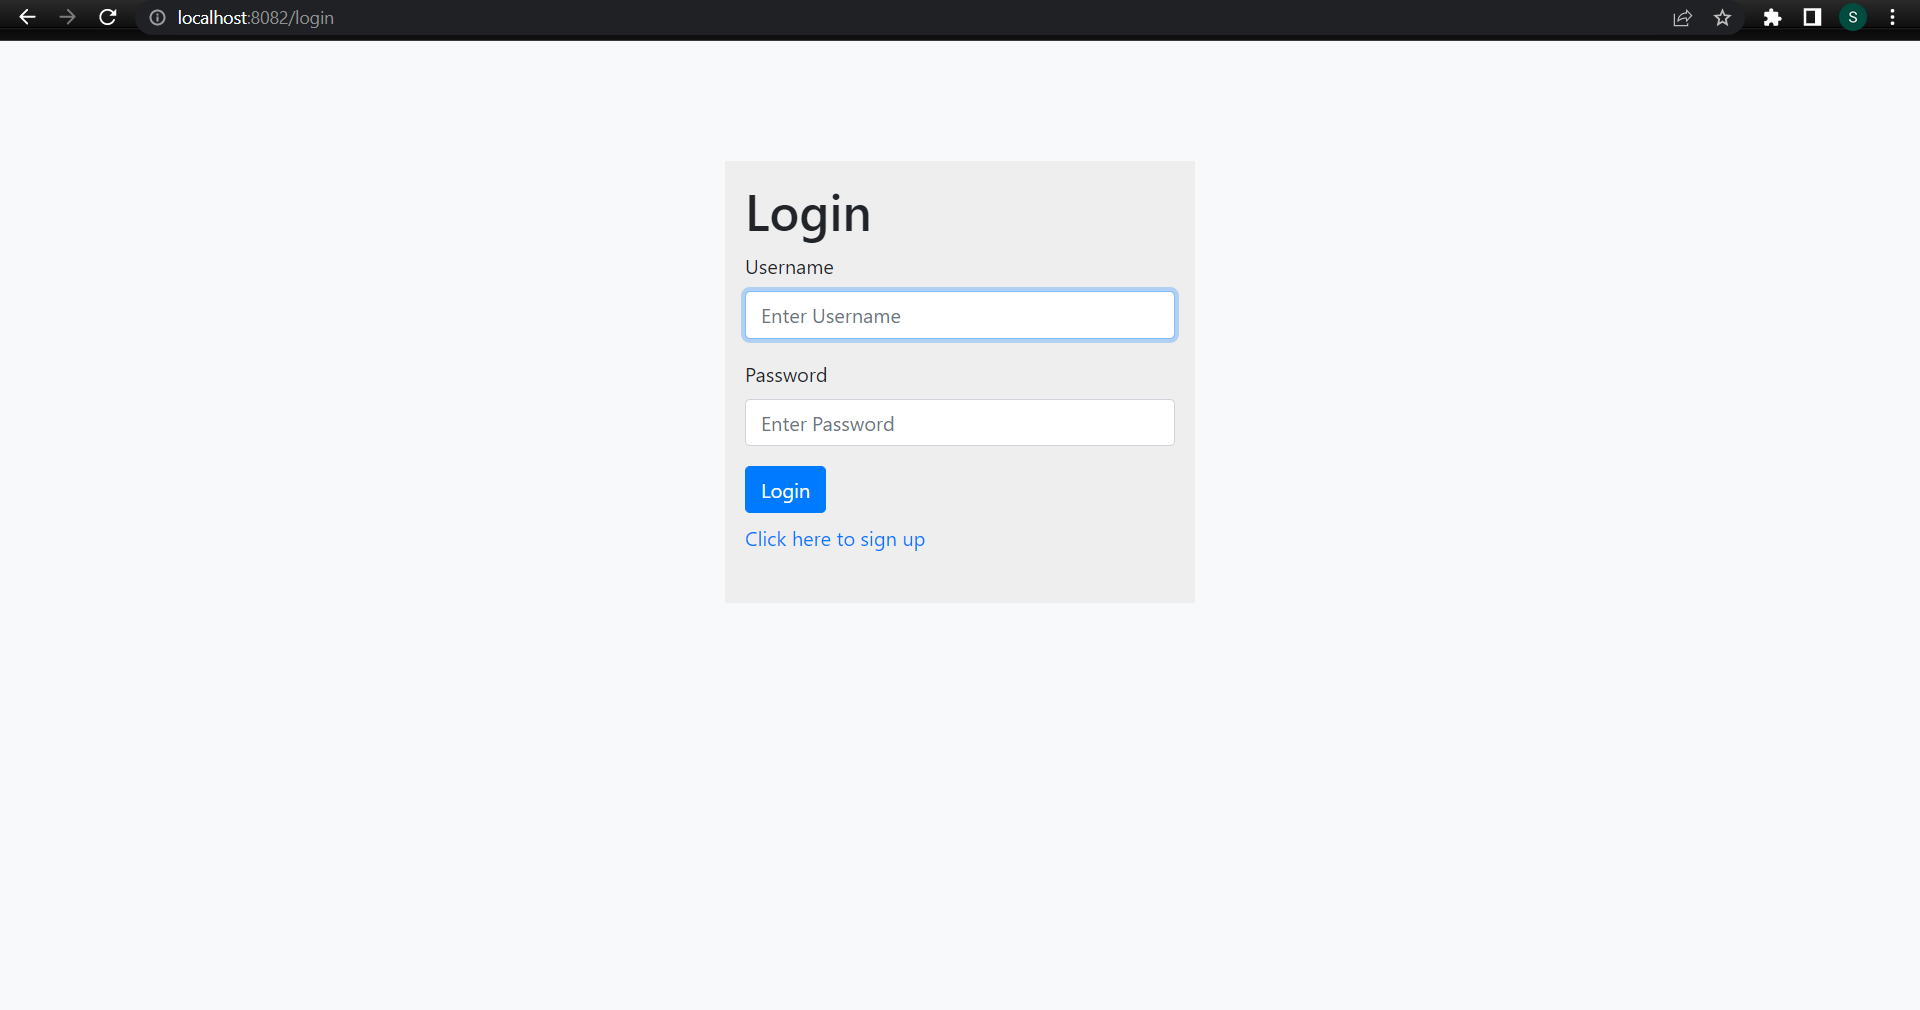 localhost:8082/login
S
Login
Username
Enter Username
Password
Enter Password
Login
Click here to sign up